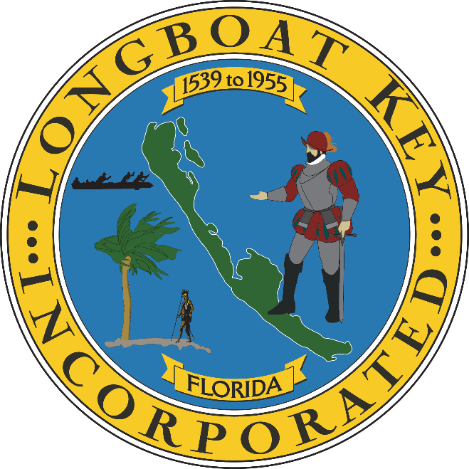 LONGBOAT KEY
1539 to 1955
FLORIDA
INCORPORATED